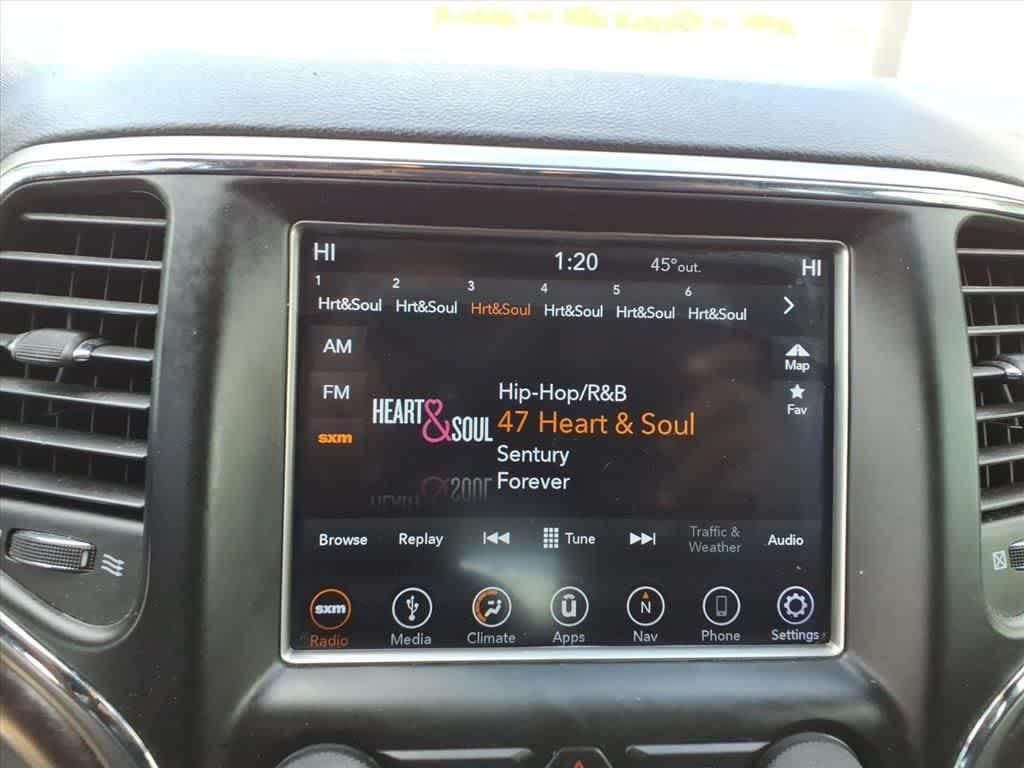 HI 1:20 45° out. HI
1 2 3 4 5 6
Hrt&Soul Hrt&Soul Hrt&Soul Hrt&Soul Hrt&Soul Hrt&Soul
AM
Map
FM
Fav
sxm
HEART & SOUL
Hip-Hop/R&B
47 Heart & Soul
Sentury
Forever
Browse Replay Tune Traffic & Weather Audio
sxm N
Radio Media Climate Apps Nav Phone Settings